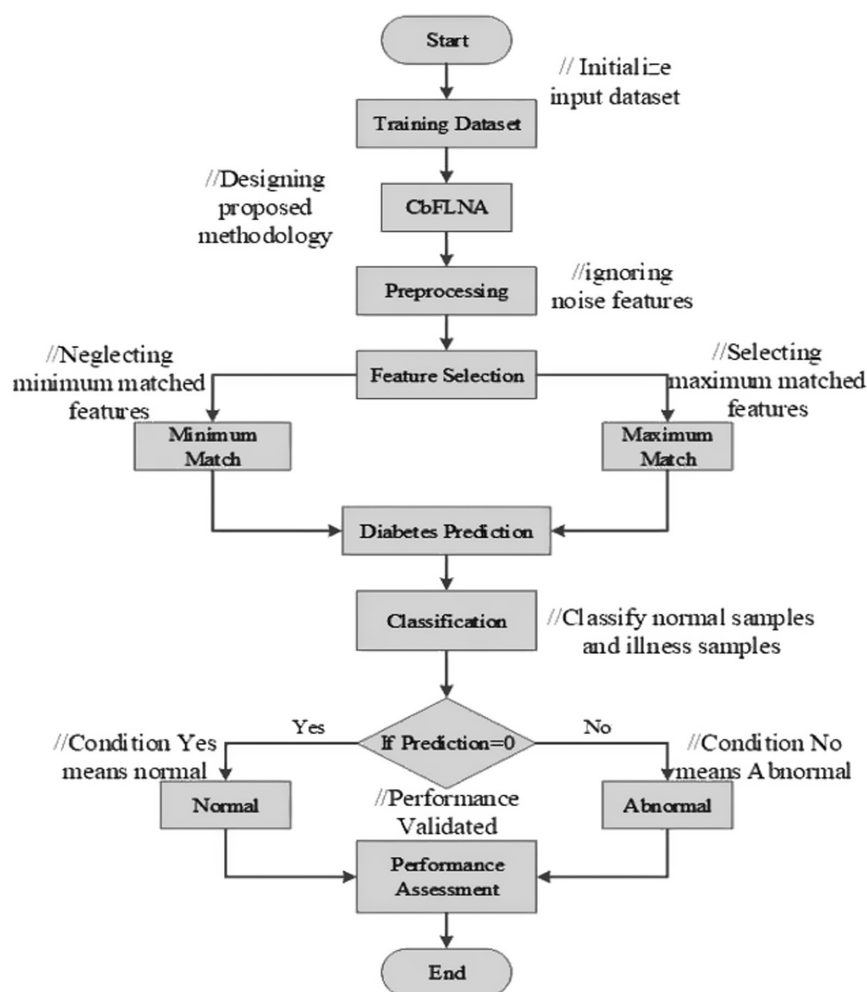 Start
// Initialize
input dataset
Training Dataset
//Designing
proposed
methodology
CbFLNA
Preprocessing
//ignoring
noise features
//Neglecting
minimum matched
features
Feature Selection
//Selecting
maximum matched
features
Minimum
Match
Maximum
Match
Diabetes Prediction
Classification
//Classify normal samples
and illness samples
Yes
If Prediction=0
No
//Condition Yes
means normal
//Condition No
means Abnormal
Normal
//Performance
Validated
Abnormal
Performance
Assessment
End